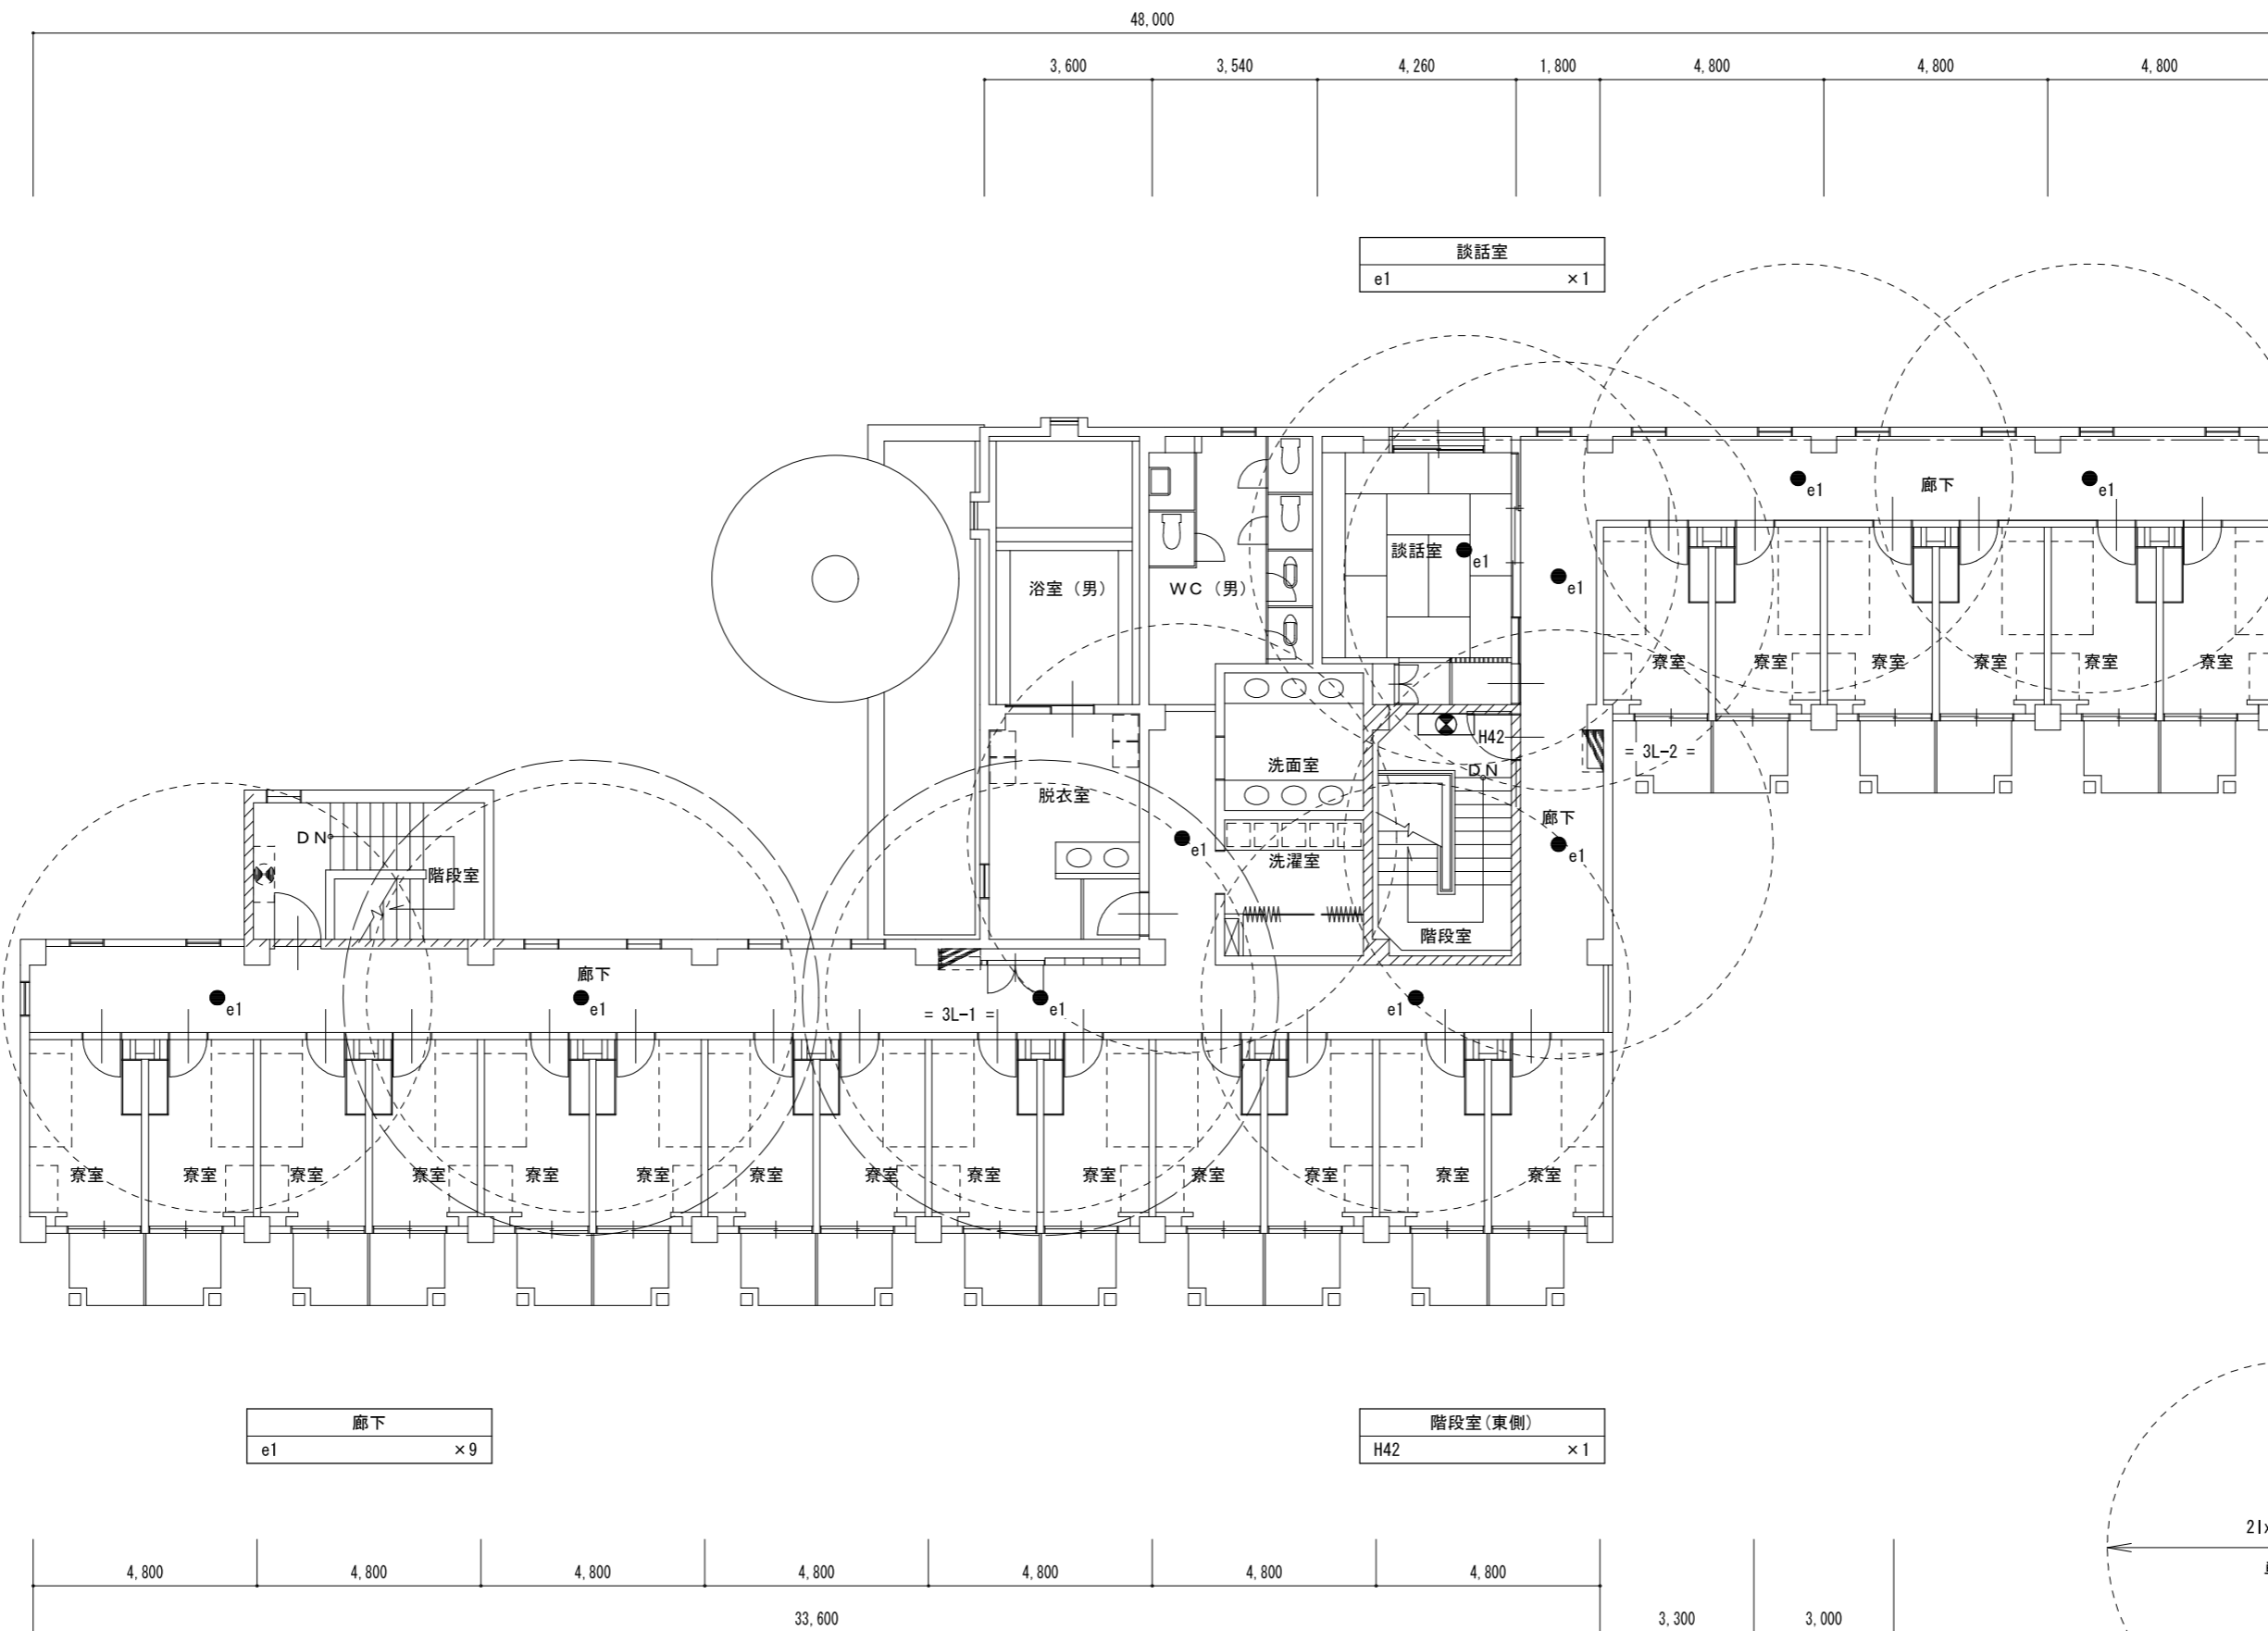 48,000
3,600
3,540
4,260
1,800
4,800
4,800
4,800
談話室
e1 ×1
e1
廊下
e1
談話室
e1
e1
浴室（男）
WC（男）
寮室
寮室
寮室
寮室
寮室
寮室
H42
= 3L-2 =
洗面室
DN
脱衣室
廊下
DN
e1
e1
洗濯室
階段室
階段室
廊下
e1
e1
= 3L-1 =
e1
e1
寮室
寮室
寮室
寮室
寮室
寮室
寮室
寮室
寮室
寮室
寮室
寮室
寮室
寮室
廊下
e1 ×9
階段室(東側)
H42 ×1
4,800
4,800
4,800
4,800
4,800
4,800
4,800
33,600
3,300
3,000